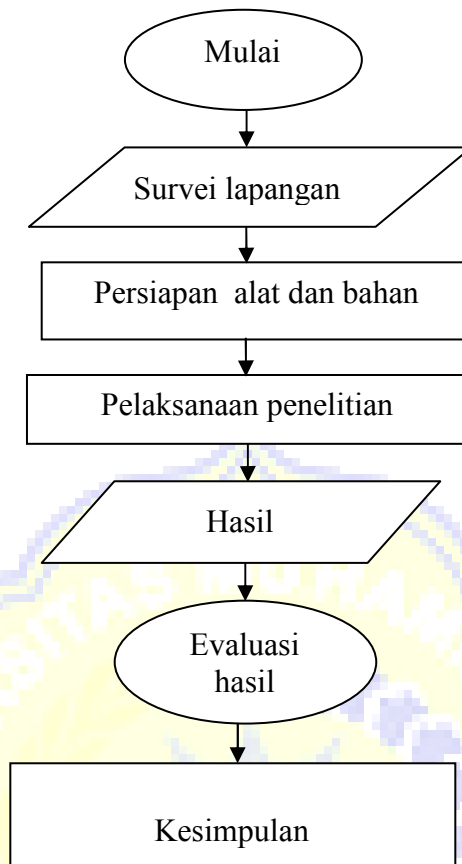 Mulai
Survei lapangan
Persiapan alat dan bahan
Pelaksanaan penelitian
Hasil
Evaluasi
hasil
Kesimpulan